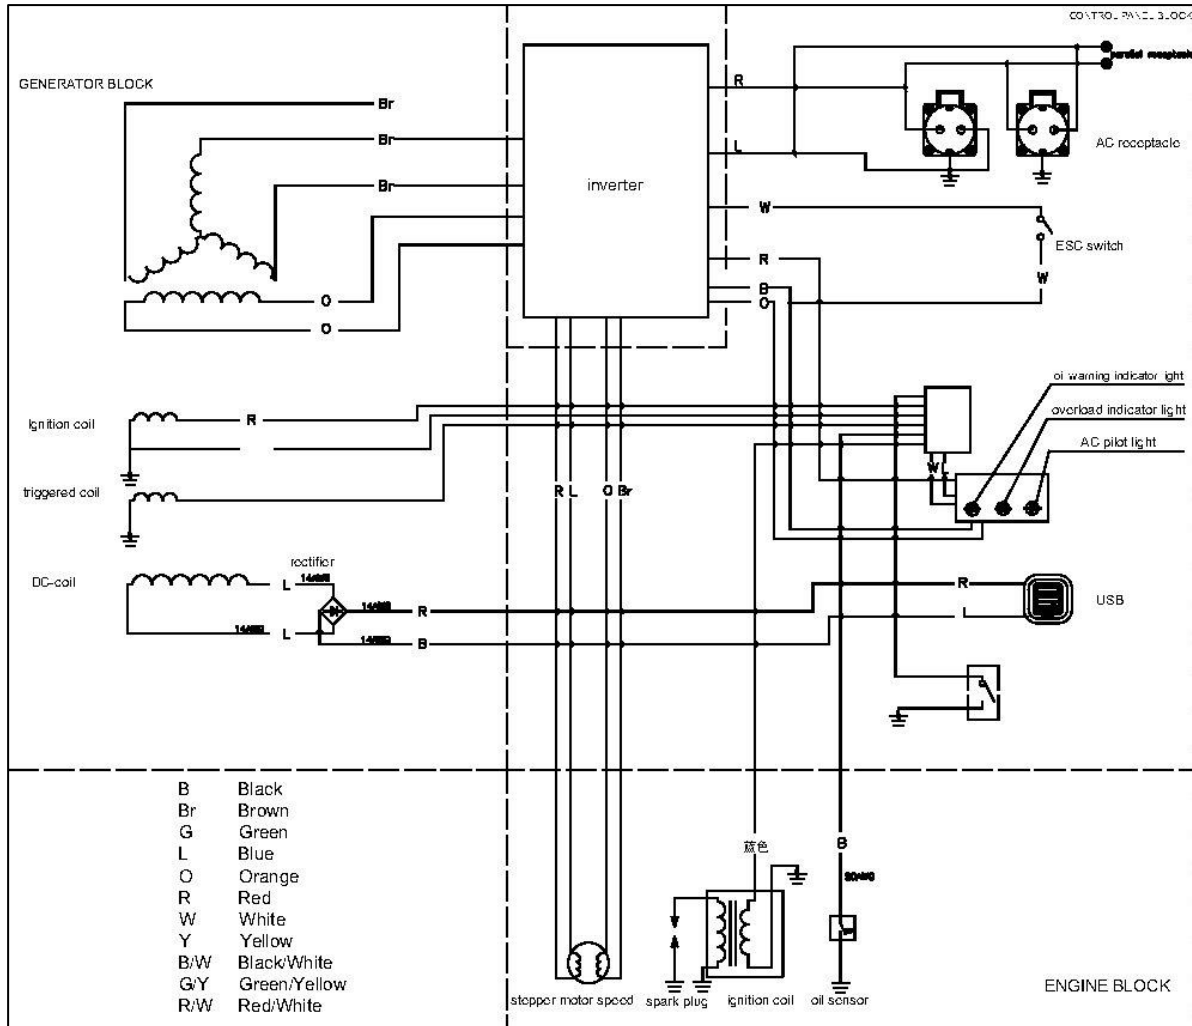 CONTROL PANEL BLOCK
GENERATOR BLOCK
parallel receptacle
Br
Br
Br
R
L
AC receptacle
inverter
W
ESC switch
W
R
B
O
O
O
oi warning indicator light
overload indicator light
AC pilot light
Ignition coil
R
W
L
triggered coil
R
L
O
Br
rectifier
DC-coil
L
R
R
USB
L
L
B
B Black
Br Brown
G Green
L Blue
O Orange
R Red
W White
Y Yellow
B/W Black/White
G/Y Green/Yellow
R/W Red/White
蓝色
B
stepper motor speed
spark plug
ignition coil
oil sensor
ENGINE BLOCK